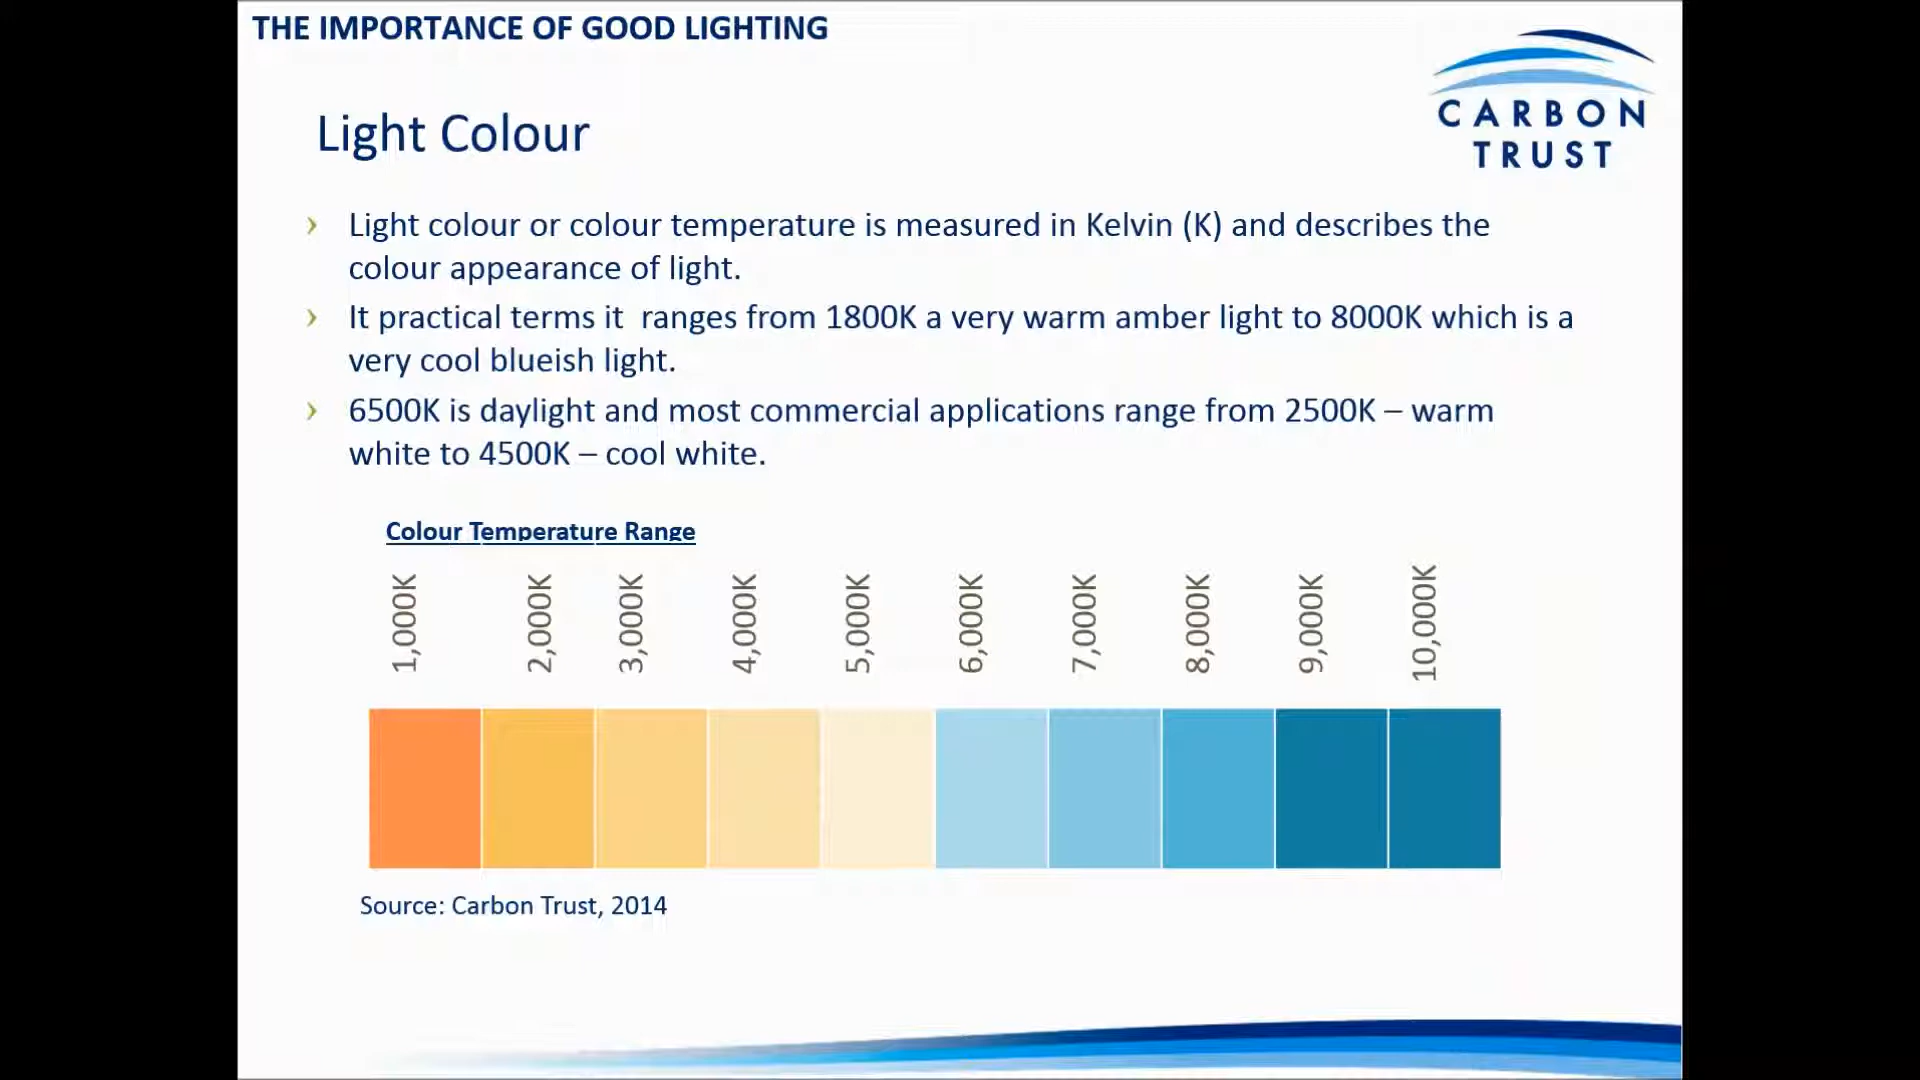 THE IMPORTANCE OF GOOD LIGHTING
CARBON
TRUST
Light Colour
› Light colour or colour temperature is measured in Kelvin (K) and describes the
colour appearance of light.
› It practical terms it  ranges from 1800K a very warm amber light to 8000K which is a
very cool blueish light.
› 6500K is daylight and most commercial applications range from 2500K – warm
white to 4500K – cool white.
Colour Temperature Range
1,000K
2,000K
3,000K
4,000K
5,000K
6,000K
7,000K
8,000K
9,000K
10,000K
Source: Carbon Trust, 2014